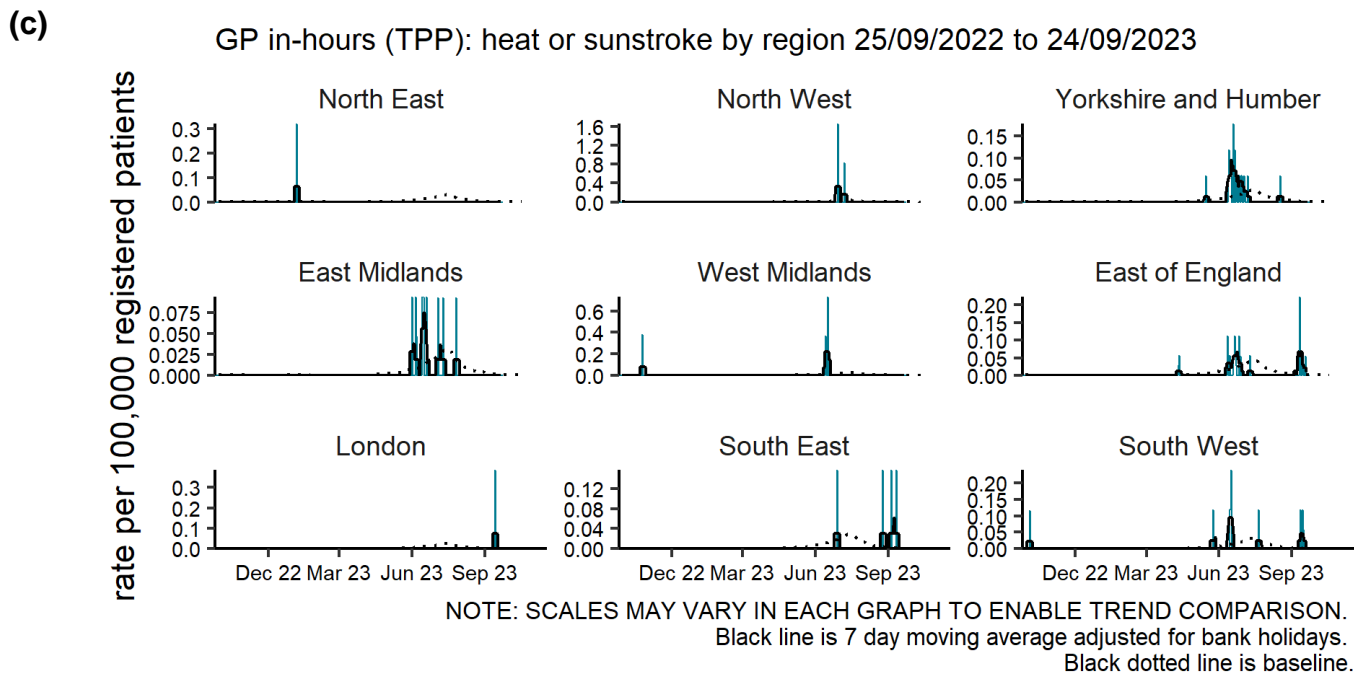 (c)
GP in-hours (TPP): heat or sunstroke by region 25/09/2022 to 24/09/2023
rate per 100,000 registered patients
North East
0.3
0.2
0.1
0.0
North West
1.6
1.2
0.8
0.4
0.0
Yorkshire and Humber
0.15
0.10
0.05
0.00
East Midlands
0.075
0.050
0.025
0.000
West Midlands
0.6
0.4
0.2
0.0
East of England
0.20
0.15
0.10
0.05
0.00
London
0.3
0.2
0.1
0.0
Dec 22 Mar 23 Jun 23 Sep 23
South East
0.12
0.08
0.04
0.00
Dec 22 Mar 23 Jun 23 Sep 23
South West
0.20
0.15
0.10
0.05
0.00
Dec 22 Mar 23 Jun 23 Sep 23
NOTE: SCALES MAY VARY IN EACH GRAPH TO ENABLE TREND COMPARISON.
Black line is 7 day moving average adjusted for bank holidays.
Black dotted line is baseline.